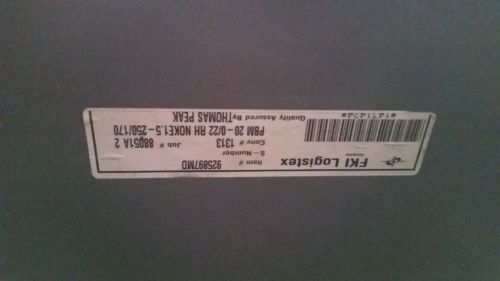 FKI Logistex
Item #
925897MD
S-Number
Conv # 1313 Job # 88051A 2
PBM 20-0/22 RH NOKE1.5-250/170
Quality Assured By THOMAS PEAK